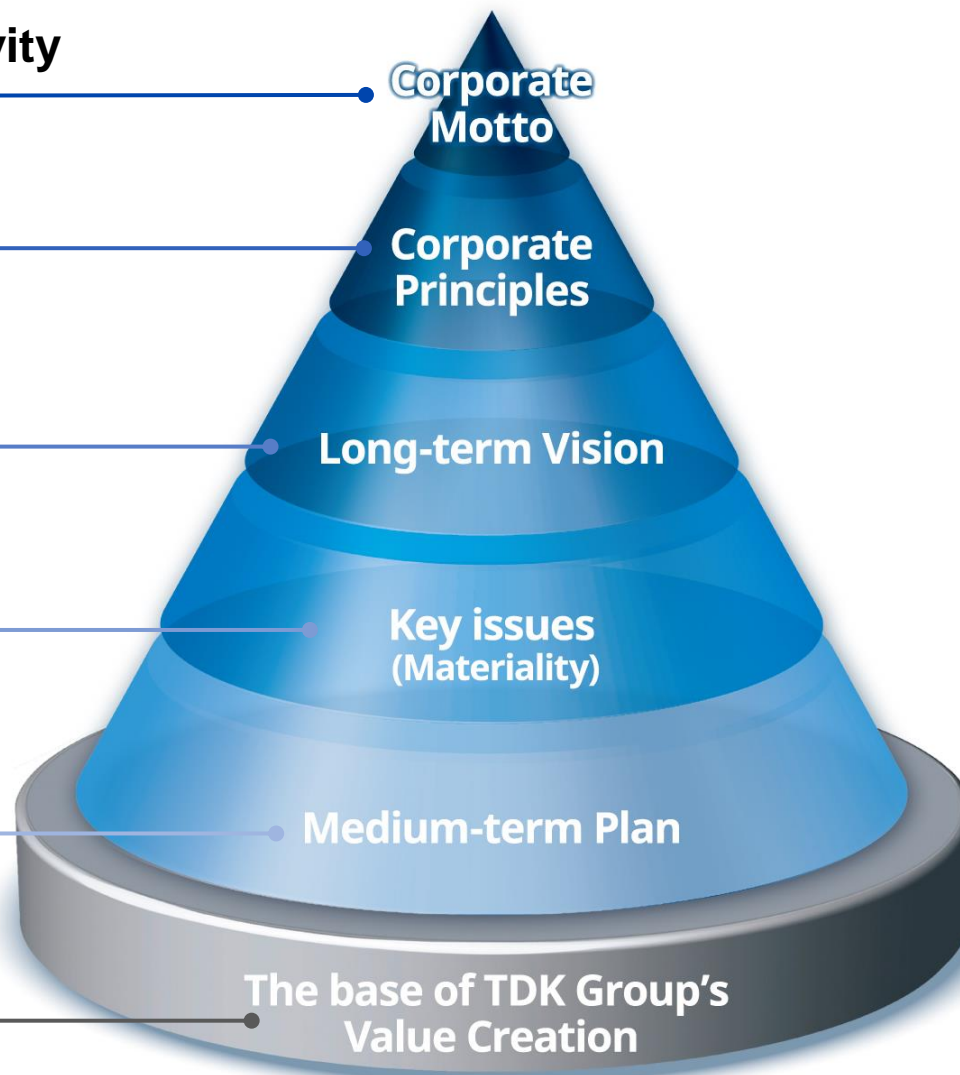 vity
Corporate
Motto
Corporate
Principles
Long-term Vision
Key issues
(Materiality)
Medium-term Plan
The base of TDK Group's
Value Creation